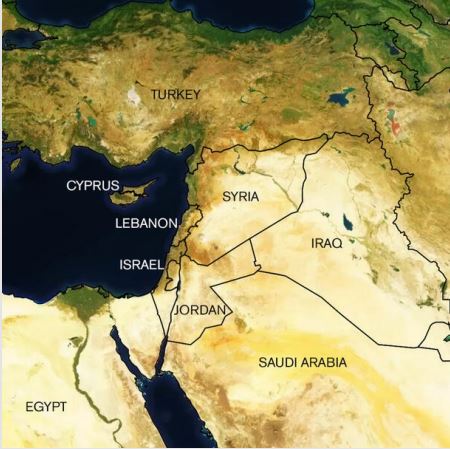 TURKEY
CYPRUS
SYRIA
LEBANON
IRAQ
ISRAEL
JORDAN
SAUDI ARABIA
EGYPT